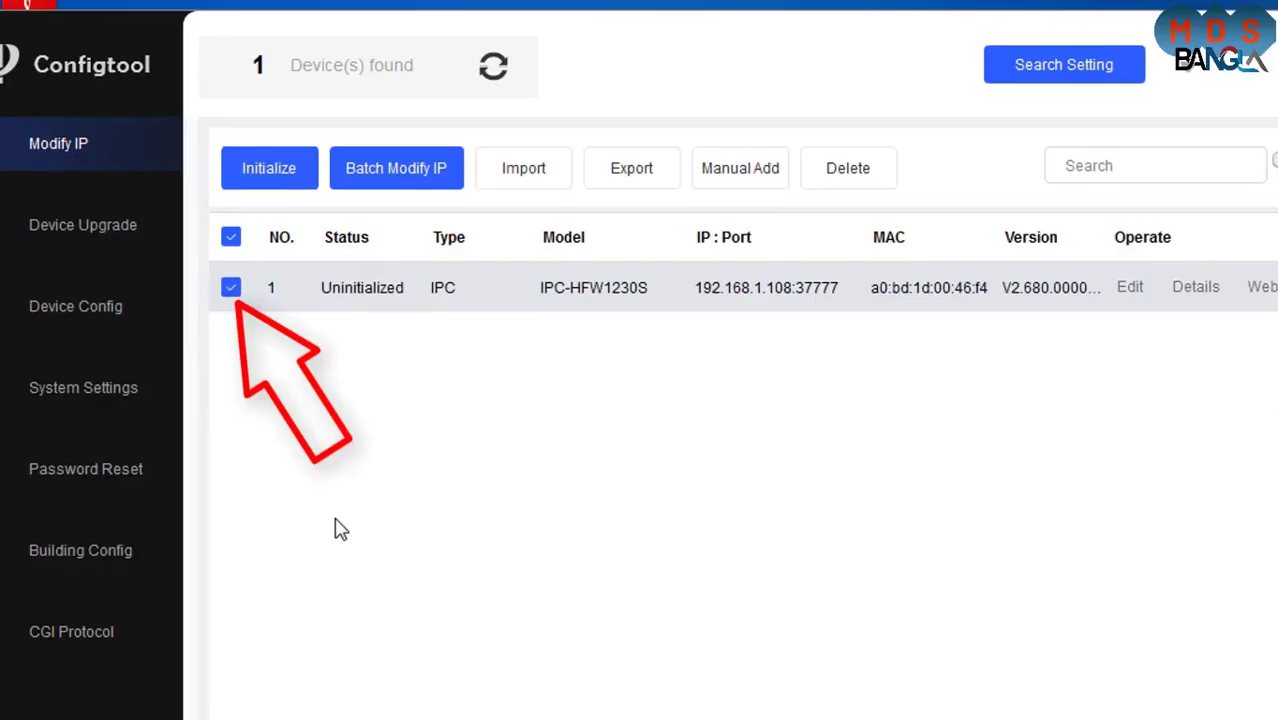 MDS
BANGLA
Configtool
1 Device(s) found
Search Setting
Modify IP
Device Upgrade
Device Config
System Settings
Password Reset
Building Config
CGI Protocol
Initialize Batch Modify IP Import Export Manual Add Delete Search
NO. Status Type Model IP : Port MAC Version Operate
1 Uninitialized IPC IPC-HFW1230S 192.168.1.108:37777 a0:bd:1d:00:46:f4 V2.680.0000... Edit Details Web